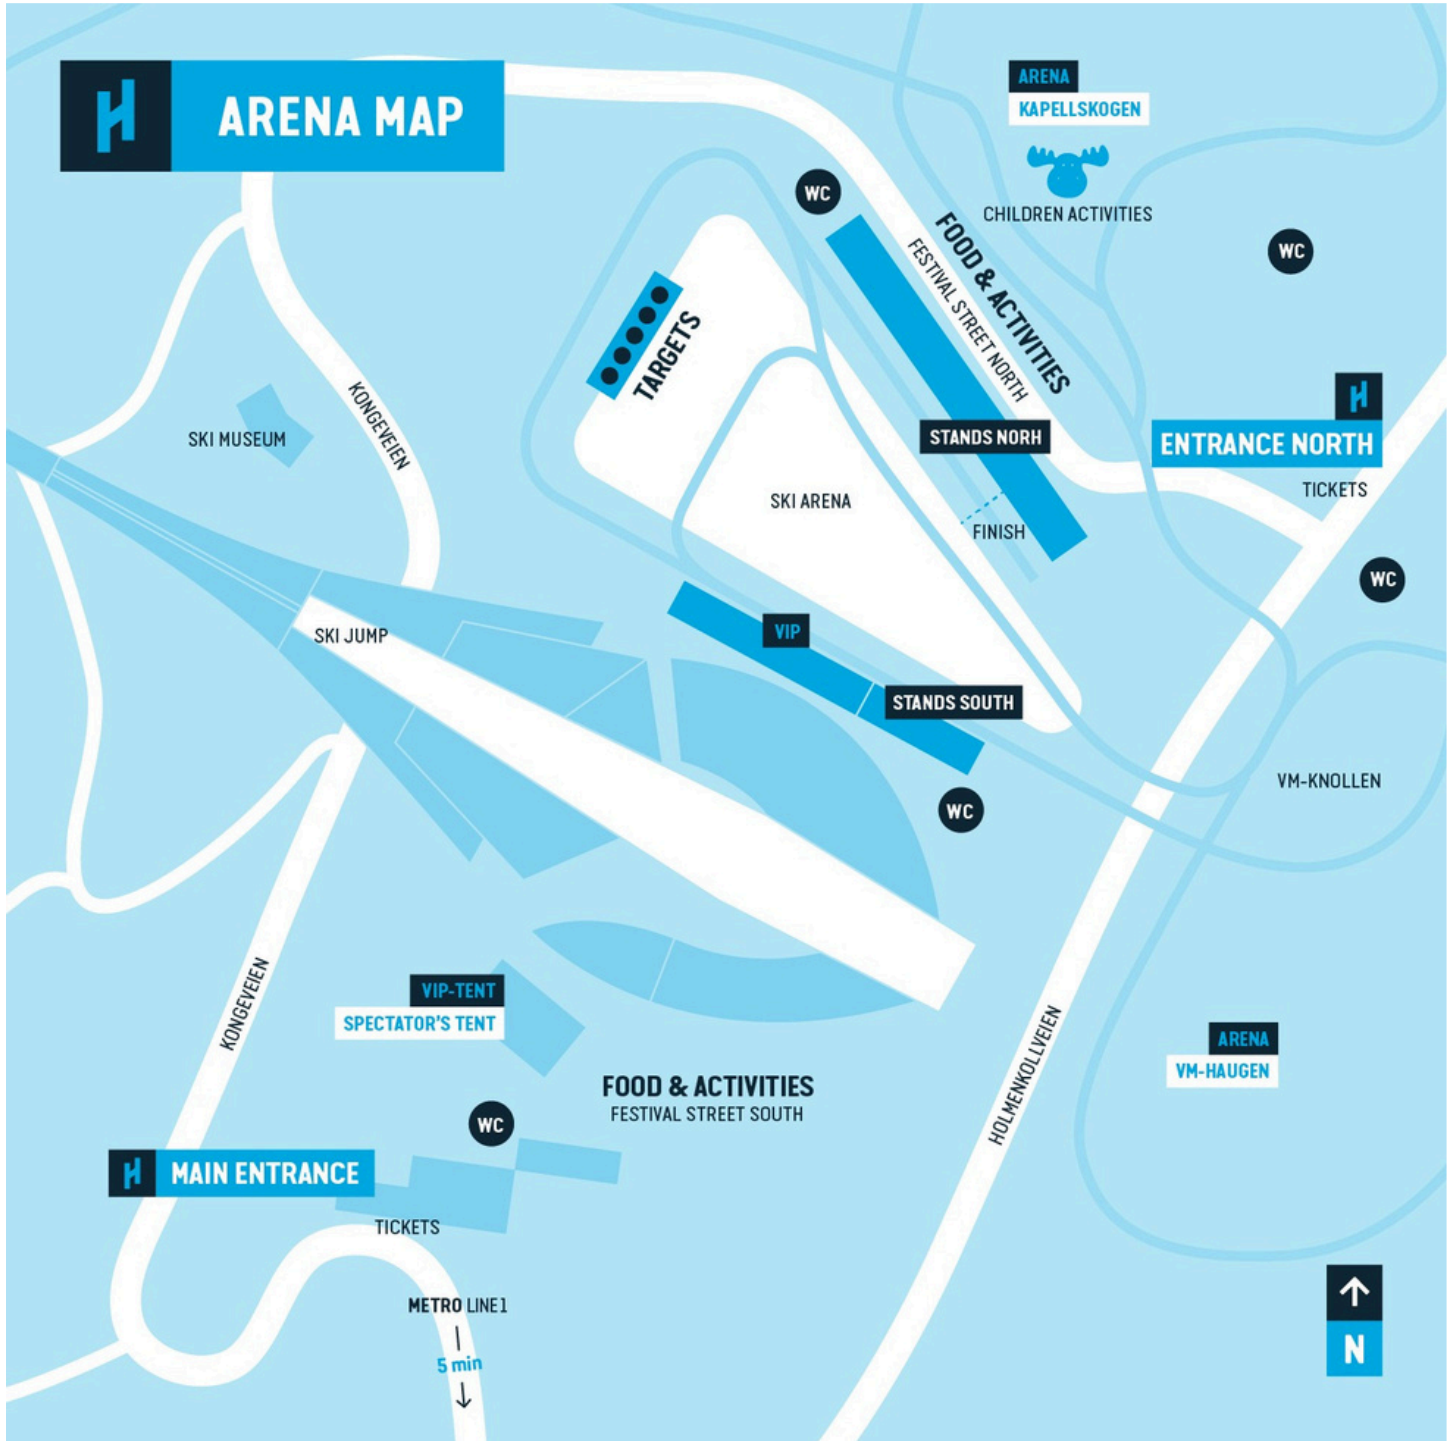 H ARENA MAP
ARENA
KAPELLSKOGEN
CHILDREN ACTIVITIES
WC
WC
FOOD & ACTIVITIES
FESTIVAL STREET NORTH
TARGETS
KONGEVEIEN
SKI MUSEUM
STANDS NORH
H
ENTRANCE NORTH
TICKETS
SKI ARENA
FINISH
WC
SKI JUMP
VIP
STANDS SOUTH
WC
VM-KNOLLEN
KONGEVEIEN
VIP-TENT
SPECTATOR'S TENT
HOLMENKOLLVEIEN
ARENA
VM-HAUGEN
FOOD & ACTIVITIES
FESTIVAL STREET SOUTH
WC
H MAIN ENTRANCE
TICKETS
METRO LINE1
5 min
N